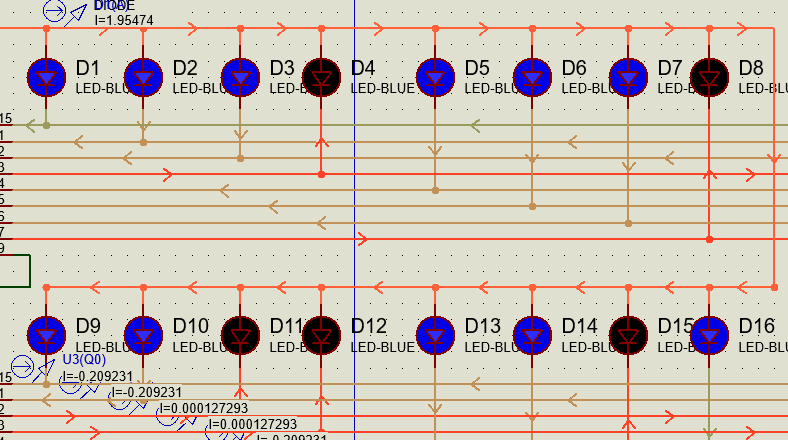 I=1.95474
D1 D2 D3 D4 D5 D6 D7 D8
LED-BLU LED-BLU LED-B LED-BLUE LED-BLU LED-BLU LED-B LED-BLUE
15
1
2
3
4
5
6
7
9
D9 D10 D11 D12 D13 D14 D15 D16
LED-BLU LED-BLU LED-B LED-BLUE LED-BLU LED-BLU LED-B LED-BLUE
U3(Q0)
15
I=-0.209231
1
I=-0.209231
2
I=0.000127293
3
I=0.000127293
I=-0.209231